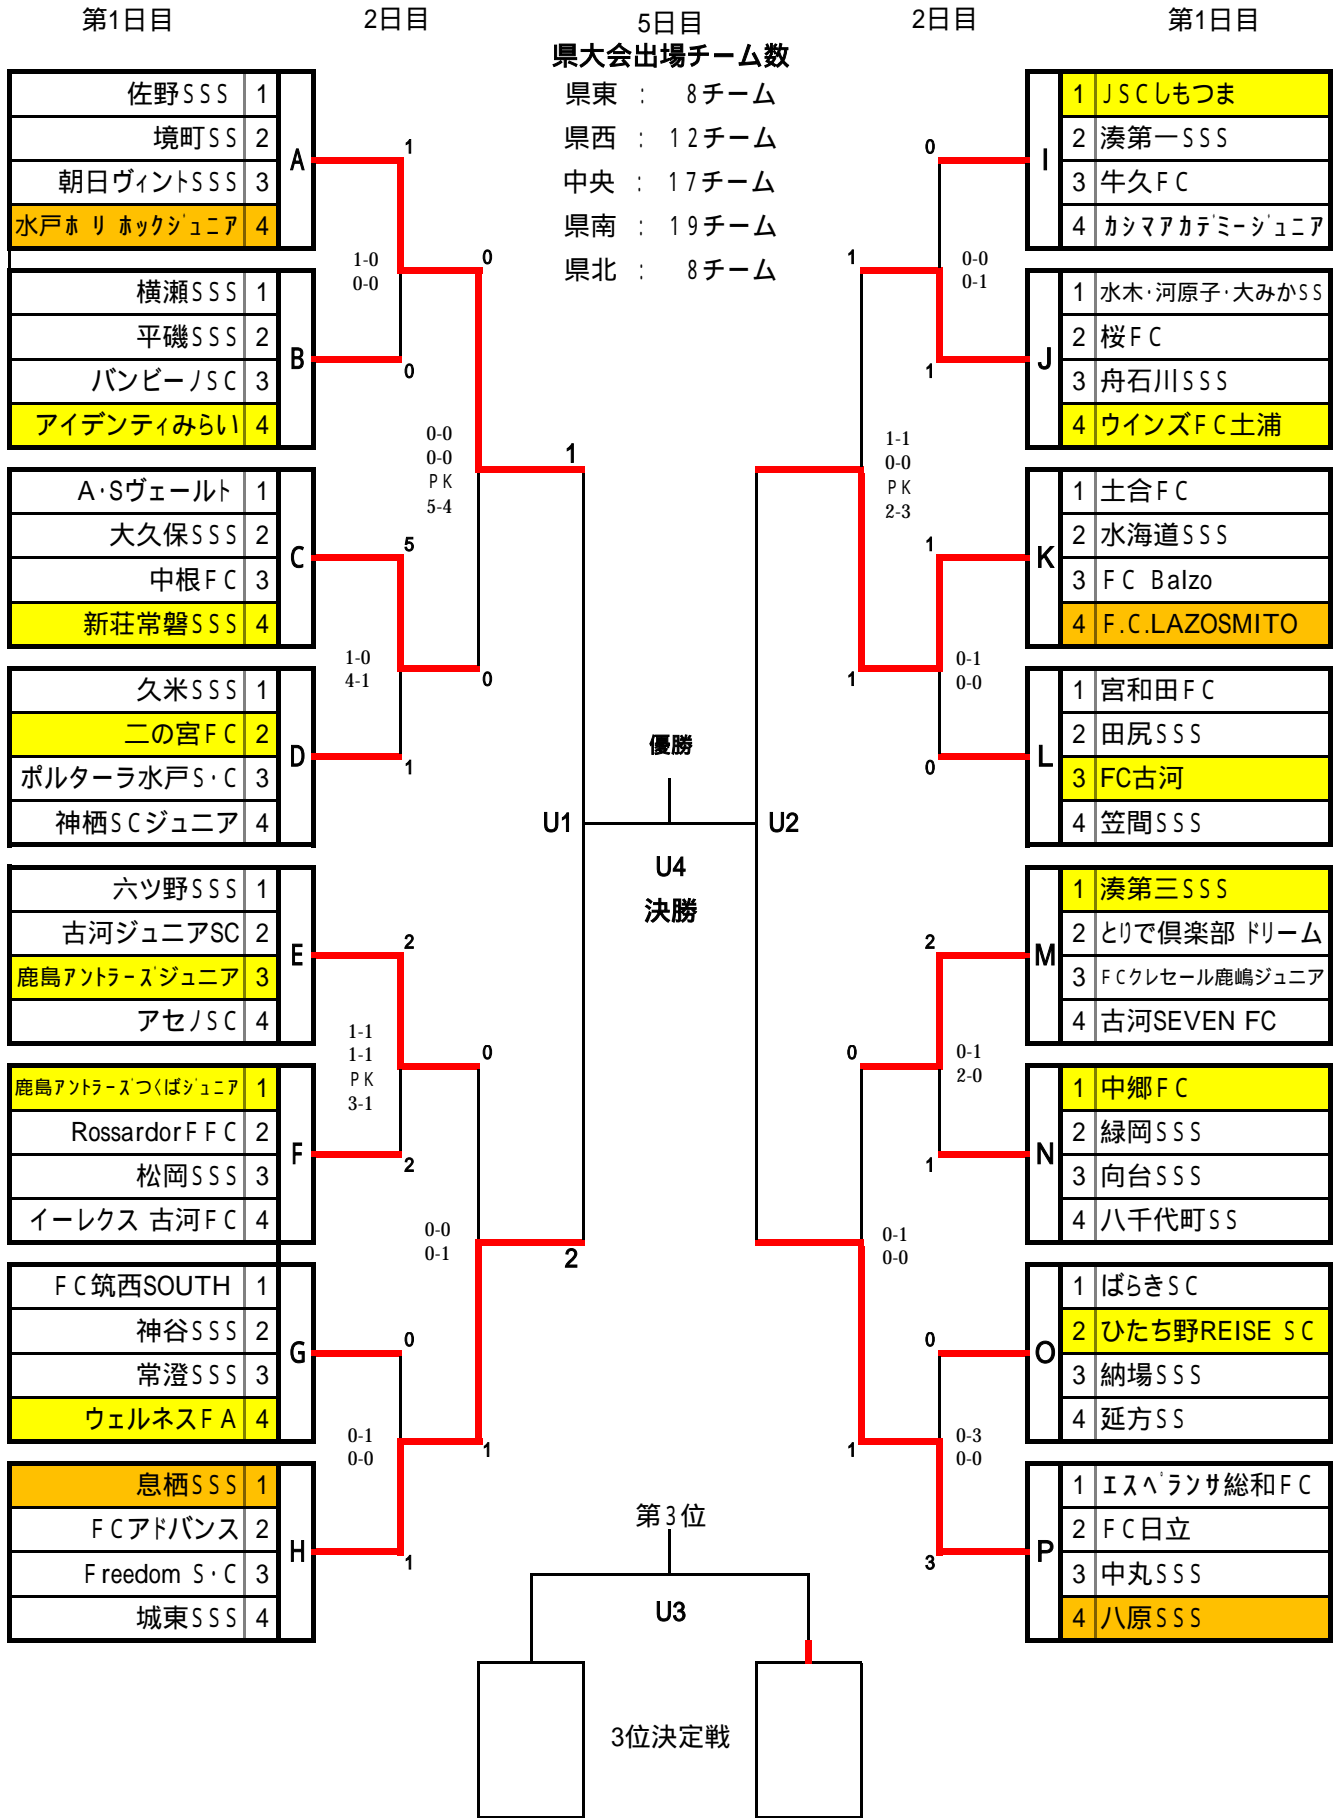 第1日目 2日目 5日目 2日目 第1日目
県大会出場チーム数
県東 : 8チーム
県西 : 12チーム
中央 : 17チーム
県南 : 19チーム
県北 : 8チーム
佐野SSS 1
境町SS 2
朝日ヴィントSSS 3
水戸ホリホックジュニア 4
A
横瀬SSS 1
平磯SSS 2
バンビーノSC 3
アイデンティみらい 4
B
A・Sヴェールト 1
大久保SSS 2
中根FC 3
新荘常磐SSS 4
C
久米SSS 1
二の宮FC 2
ポルターラ水戸S・C 3
神栖SCジュニア 4
D
六ツ野SSS 1
古河ジュニアSC 2
鹿島アントラーズジュニア 3
アセノSC 4
E
鹿島アントラーズつくばジュニア 1
RossardorFFC 2
松岡SSS 3
イーレクス 古河FC 4
F
FC筑西SOUTH 1
神谷SSS 2
常澄SSS 3
ウェルネスFA 4
G
息栖SSS 1
FCアドバンス 2
Freedom S・C 3
城東SSS 4
H
1
1-0
0-0
0
0
0-0
0-0
PK
5-4
1
5
1-0
4-1
0
1
U1
2
1-1
1-1
PK
3-1
0
2
0-0
0-1
2
0
0-1
0-0
1
1
優勝
U4
決勝
第3位
U3
3位決定戦
0
1
0-0
0-1
1
1-1
0-0
PK
2-3
1
1
0-1
0-0
0
U2
2
0
0-1
2-0
1
0-1
0-0
0
1
0-3
0-0
3
I
1 JSCしもつま
2 湊第一SSS
3 牛久FC
4 カシマアカデミージュニア
J
1 水木・河原子・大みかSS
2 桜FC
3 舟石川SSS
4 ウインズFC土浦
K
1 土合FC
2 水海道SSS
3 FC Balzo
4 F.C.LAZOSMITO
L
1 宮和田FC
2 田尻SSS
3 FC古河
4 笠間SSS
M
1 湊第三SSS
2 とりで倶楽部 ドリーム
3 FCクレセール鹿嶋ジュニア
4 古河SEVEN FC
N
1 中郷FC
2 緑岡SSS
3 向台SSS
4 八千代町SS
O
1 ばらきSC
2 ひたち野REISE SC
3 納場SSS
4 延方SS
P
1 エスペランサ総和FC
2 FC日立
3 中丸SSS
4 八原SSS